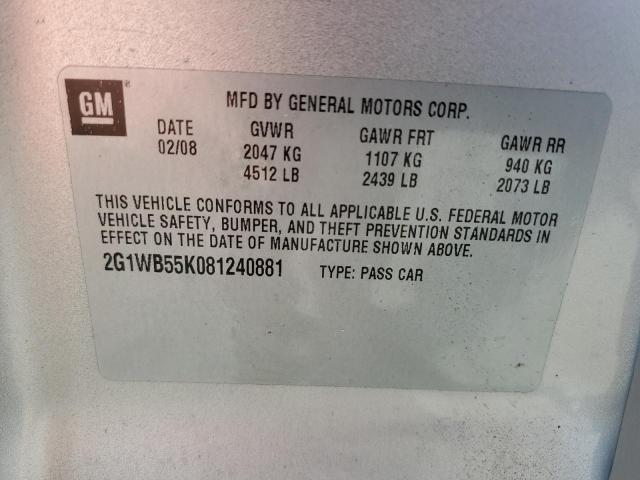 GM
MFD BY GENERAL MOTORS CORP.
DATE GVWR GAWR FRT GAWR RR
02/08 2047 KG 1107 KG 940 KG
4512 LB 2439 LB 2073 LB
THIS VEHICLE CONFORMS TO ALL APPLICABLE U.S. FEDERAL MOTOR
VEHICLE SAFETY, BUMPER, AND THEFT PREVENTION STANDARDS IN
EFFECT ON THE DATE OF MANUFACTURE SHOWN ABOVE.
2G1WB55K081240881 TYPE: PASS CAR